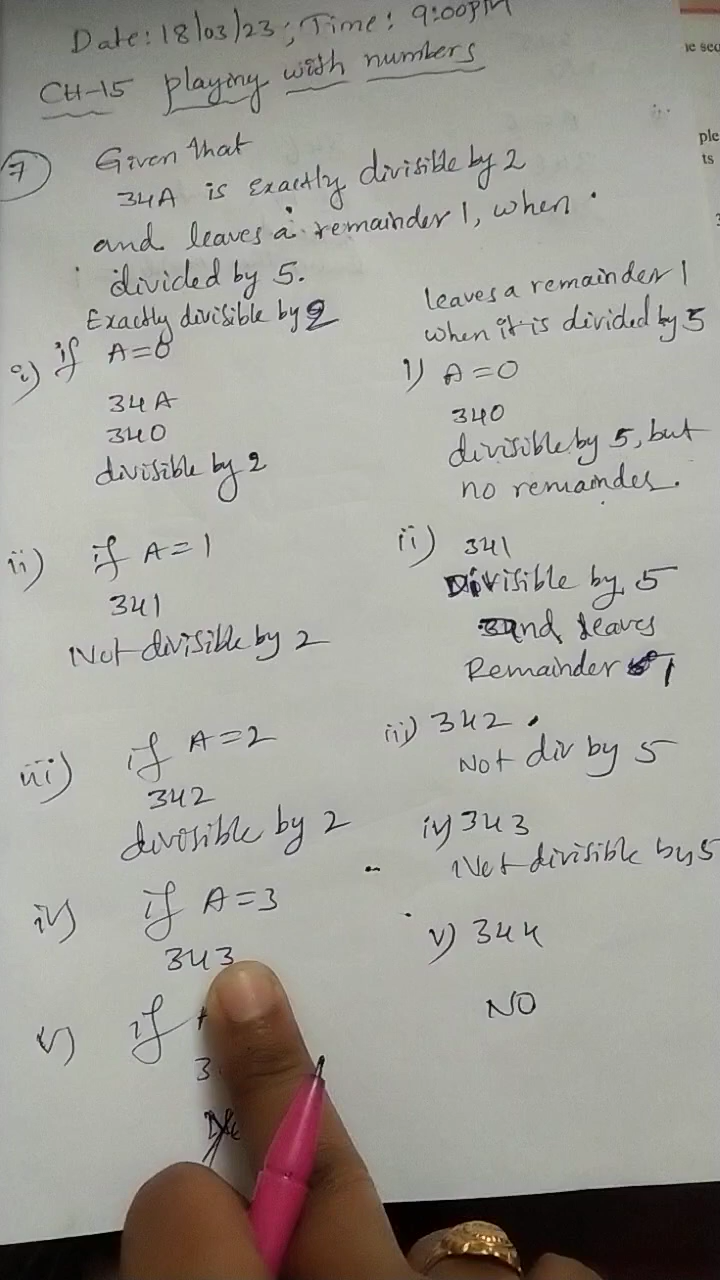 Date: 18/03/23; Time: 9:00pm
CH-15 playing with numbers
7 Given that
34A is exactly divisible by 2
and leaves a remainder 1, when
divided by 5.
Exactly divisible by 2
i) if A=0
34A
340
divisible by 2
ii) if A=1
341
Not divisible by 2
iii) if A=2
342
divisible by 2
iv) if A=3
343
v) if
3
leaves a remainder 1
when it is divided by 5
i) A=0
340
divisible by 5, but
no remainder.
ii) 341
Divisible by 5
and leaves
Remainder 1
iii) 342
Not div by 5
iv) 343
Not divisible by 5
v) 344
NO
ple
ts